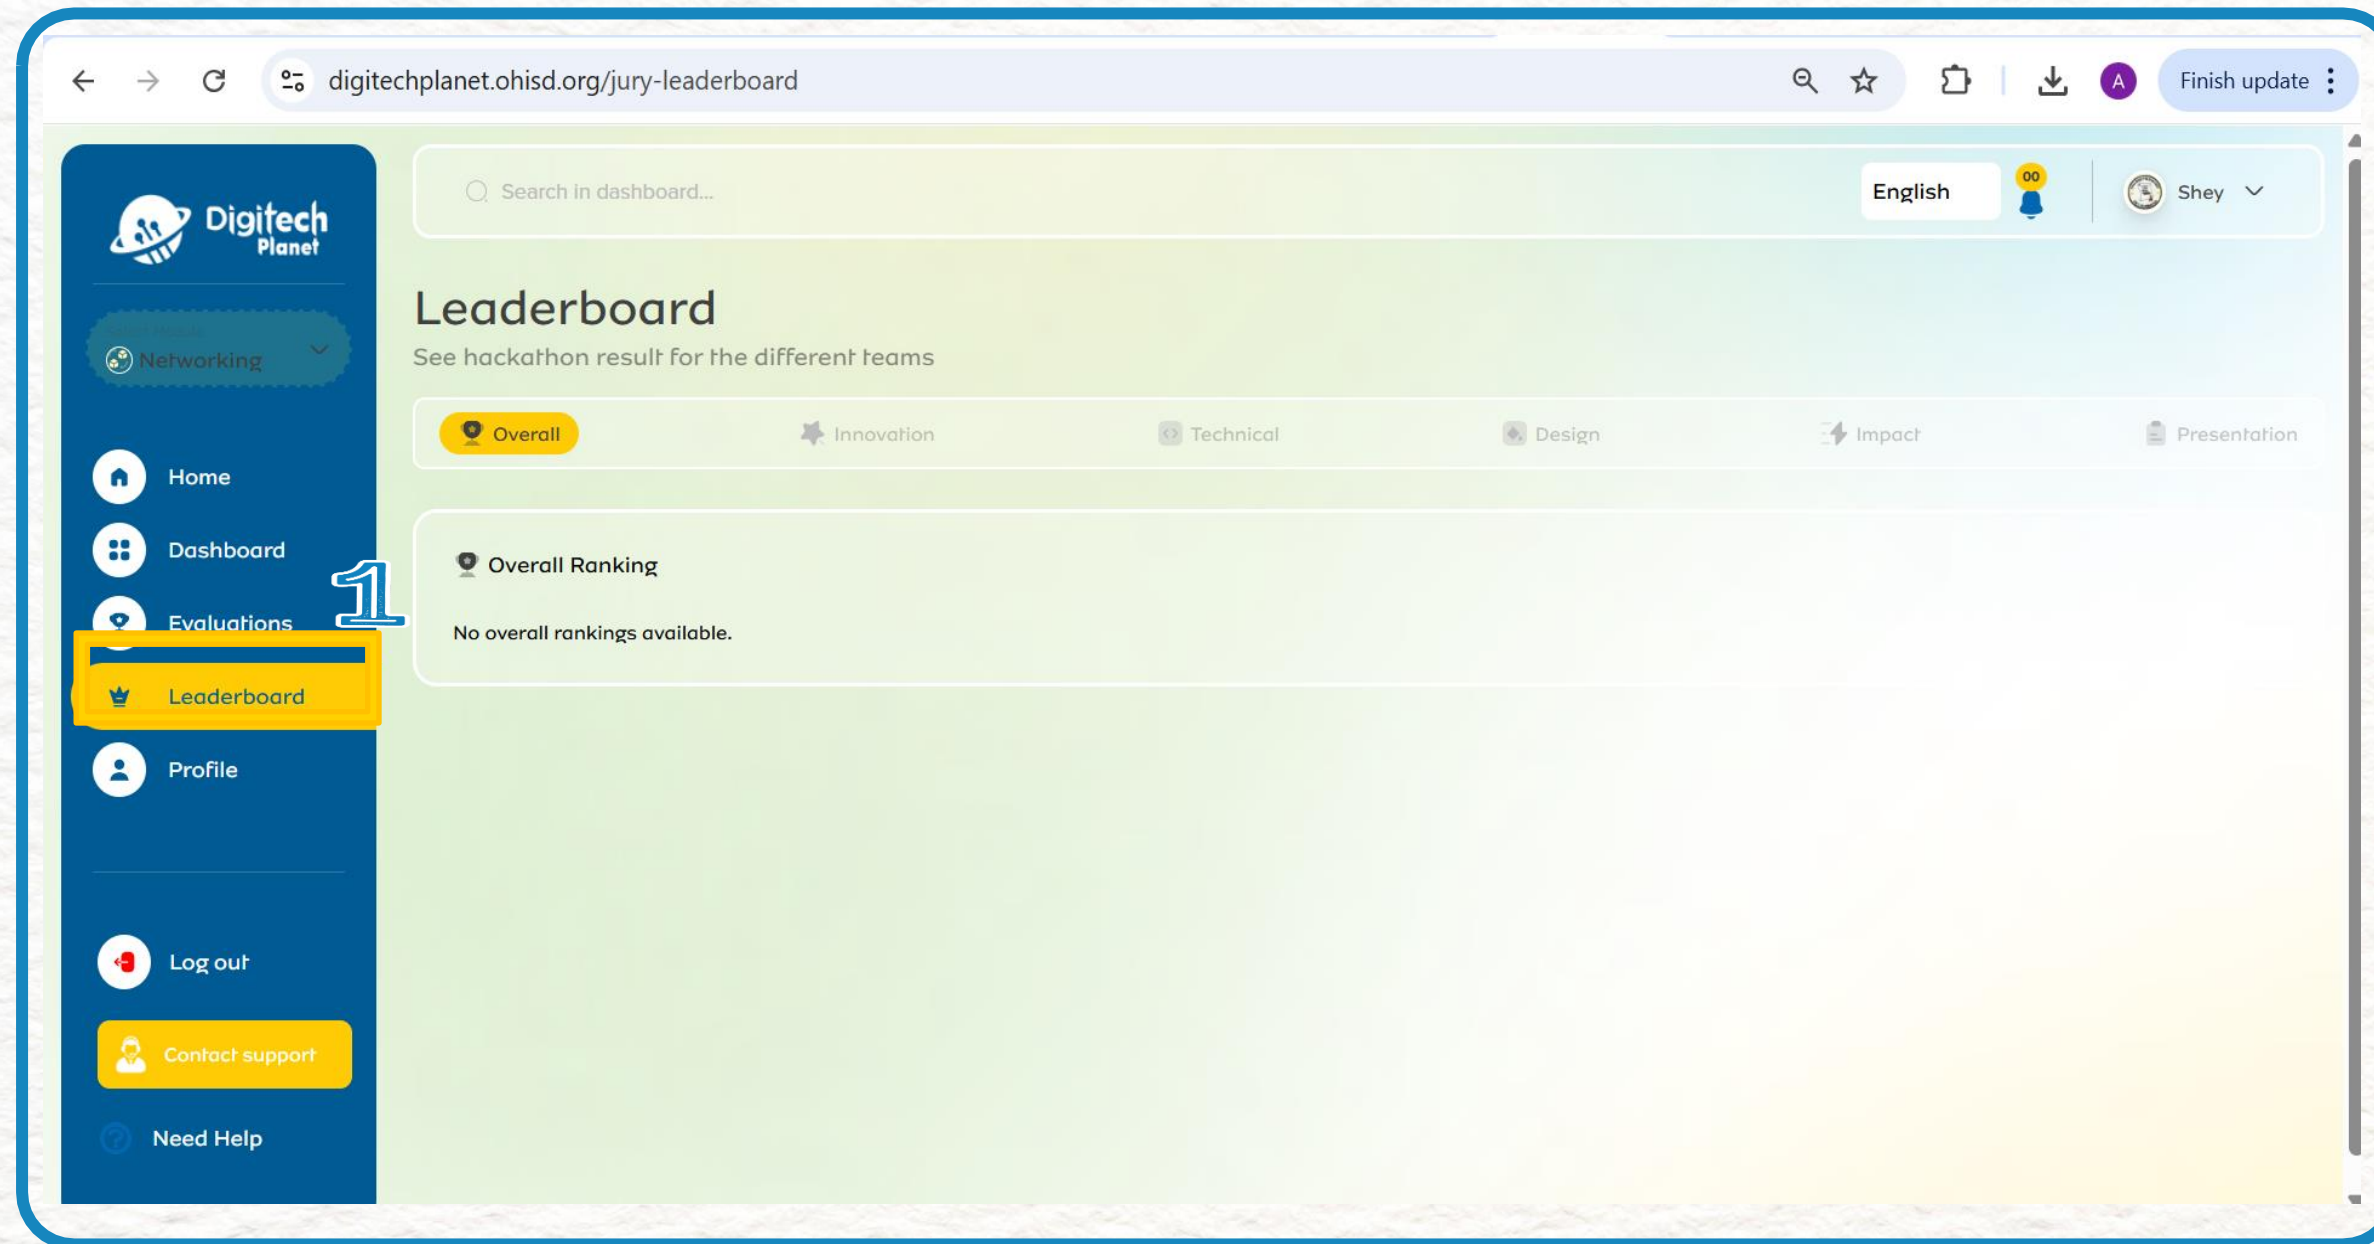 digitechplanet.ohisd.org/jury-leaderboard
A
Finish update
Digitech
Planet
Search in dashboard...
English
00
Shey
Networking
Leaderboard
See hackathon result for the different teams
Overall
Innovation
Technical
Design
Impact
Presentation
Home
Dashboard
Evaluations
1
Leaderboard
Profile
Overall Ranking
No overall rankings available.
Log out
Contact support
Need Help